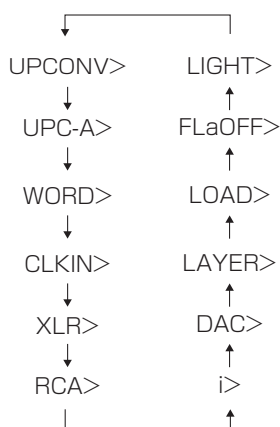 UPCONV> LIGHT>
UPC-A> FLaOFF>
WORD> LOAD>
CLKIN> LAYER>
XLR> DAC>
RCA> i>